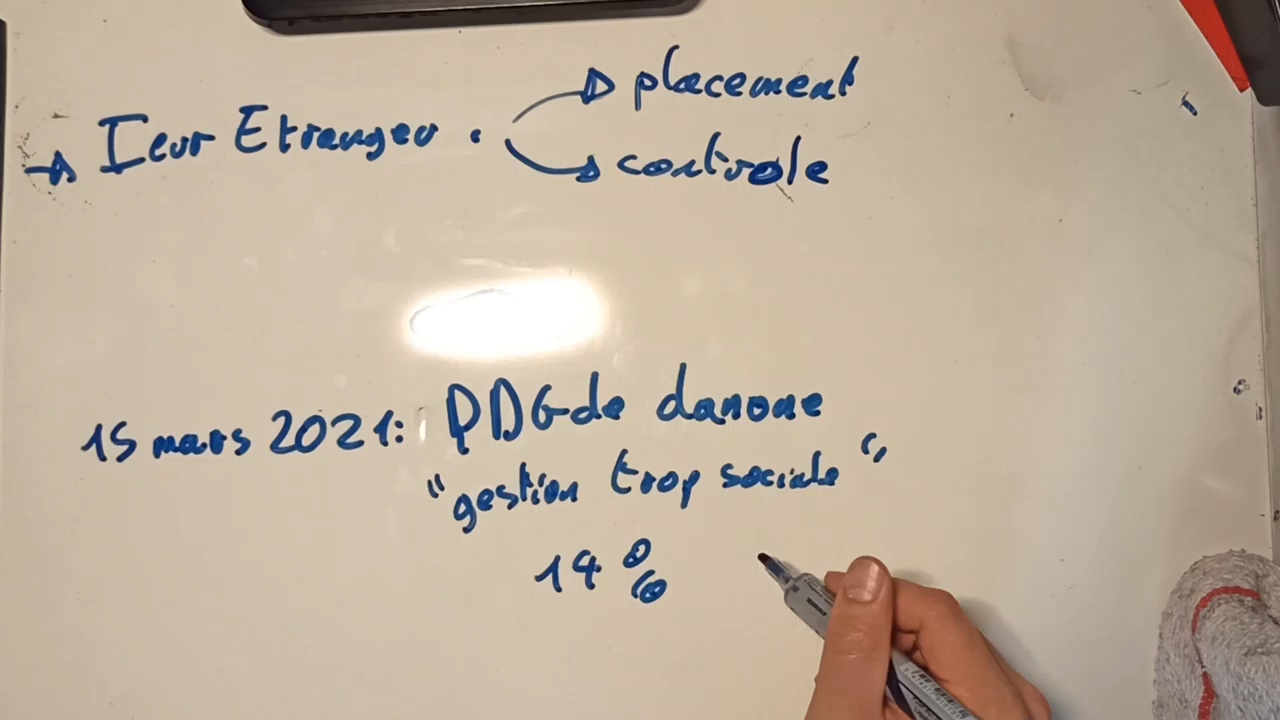 → Ieur Etranger : → placement
→ controle
15 mars 2021: PDG de danone
"gestion trop sociale "
14 %